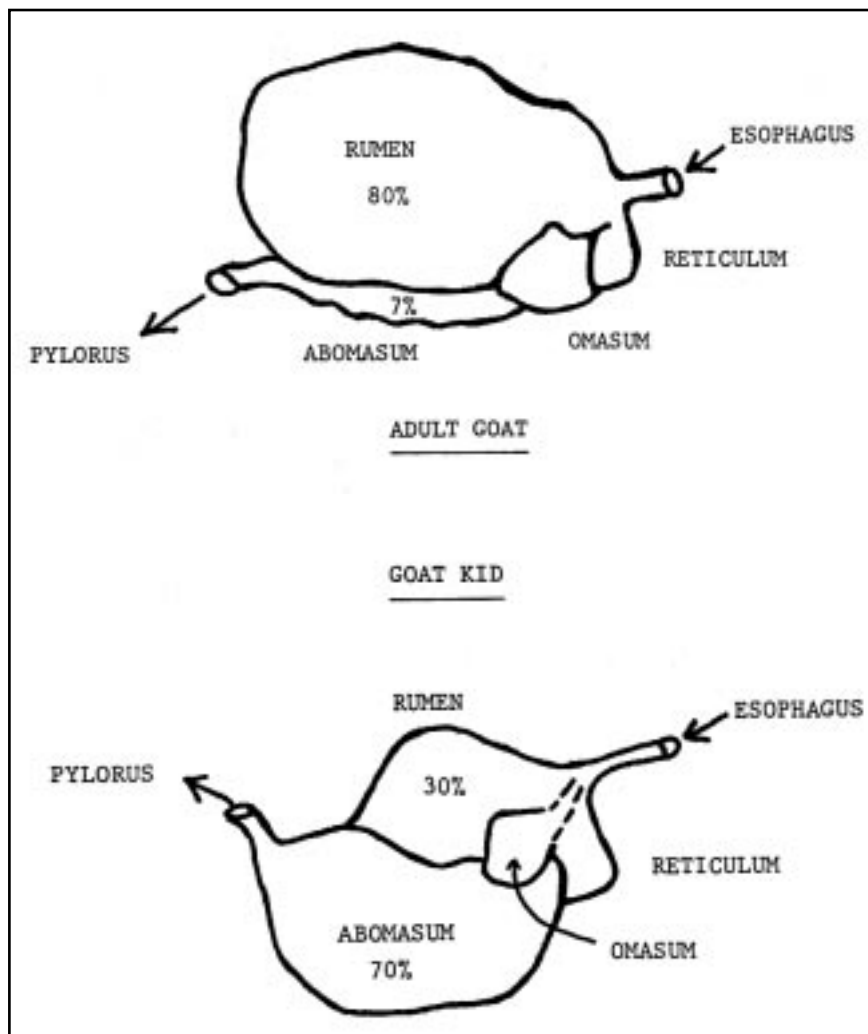 ESOPHAGUS
RUMEN
80%
RETICULUM
7%
OMASUM
ABOMASUM
PYLORUS
ADULT GOAT
GOAT KID
RUMEN
ESOPHAGUS
PYLORUS
30%
RETICULUM
ABOMASUM
OMASUM
70%